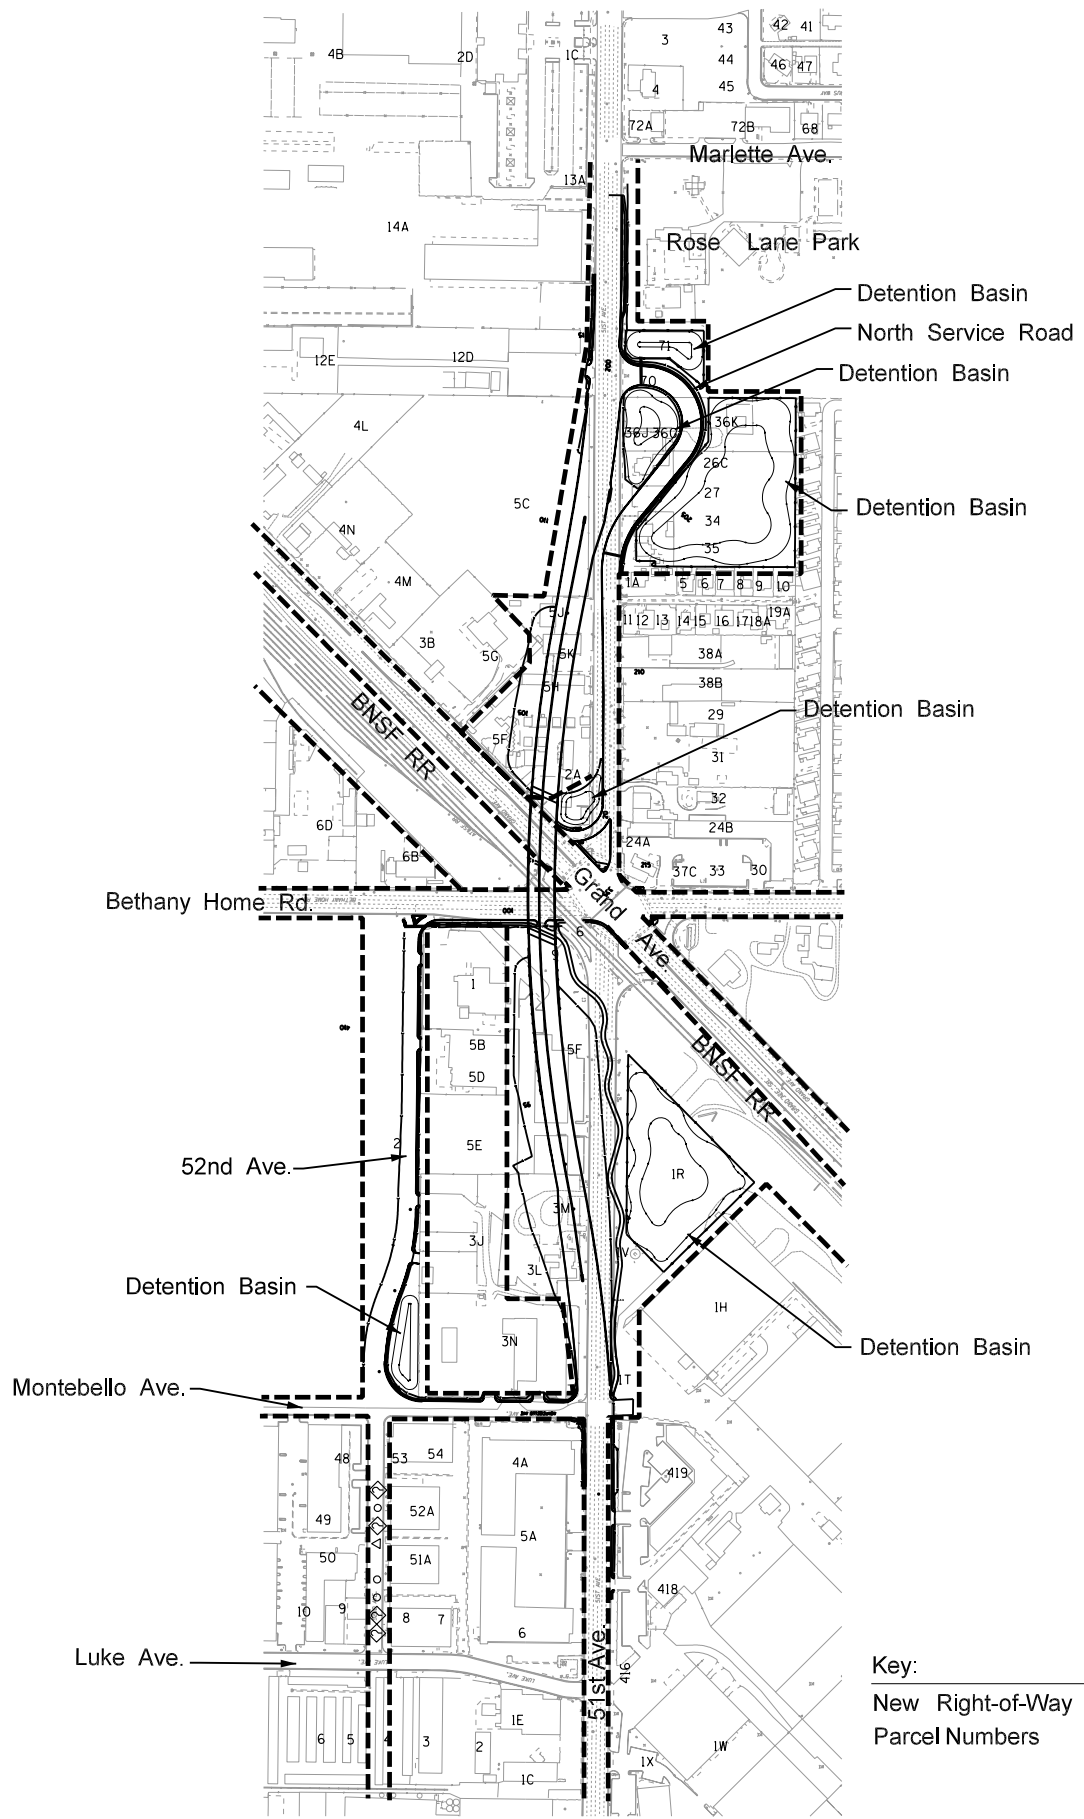 4B
2D
1C
3
43
42
41
44
46
47
4
45
72A
72B
68
Marlette Ave.
13A
14A
Rose Lane Park
Detention Basin
North Service Road
71
12E
12D
Detention Basin
70
36J
36G
36K
4L
26C
27
5C
Detention Basin
34
4N
35
4M
1A
5
6
7
8
9
10
19A
5J
11
12
13
14
15
16
17
18A
3B
5G
5K
38A
5H
38B
BNSF RR
29
Detention Basin
5F
31
2A
32
6D
24B
24A
6B
37C
33
30
Grand Ave.
Bethany Home Rd.
6
9
1
5B
5F
BNSF RR
5D
2
5E
52nd Ave.
1R
3M
3J
1V
3L
Detention Basin
1H
3N
Detention Basin
1T
Montebello Ave.
48
53
54
4A
419
52A
49
5A
50
51A
418
10
9
8
7
6
Luke Ave.
51st Ave.
416
Key:
New Right-of-Way
Parcel Numbers
1E
6
5
4
3
2
1W
1X
1C